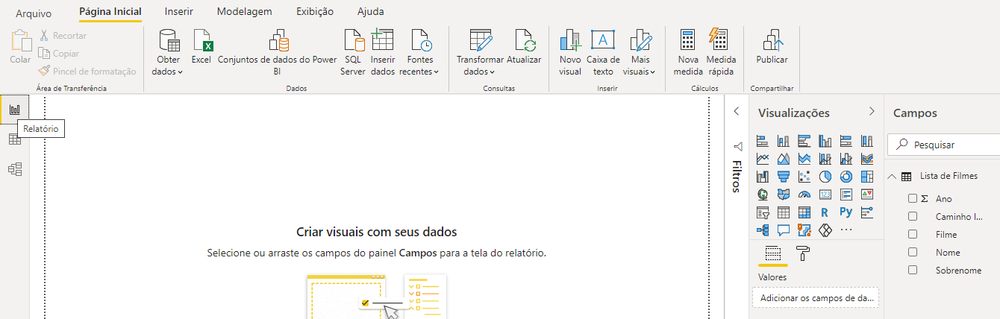 Arquivo
Página Inicial
Inserir
Modelagem
Exibição
Ajuda
Colar
Recortar
Copiar
Pincel de formatação
Área de Transferência
Obter
dados
Excel
Conjuntos de dados do Power
BI
SQL
Server
Inserir
dados
Fontes
recentes
Dados
Transformar
dados
Atualizar
Consultas
Novo
visual
Caixa de
texto
Mais
visuais
Inserir
Nova
medida
Medida
rápida
Cálculos
Publicar
Compartilhar
Relatório
Criar visuais com seus dados
Selecione ou arraste os campos do painel Campos para a tela do relatório.
Filtros
Visualizações
123
R
Py
Valores
Adicionar os campos de da...
Campos
Pesquisar
Lista de Filmes
Σ Ano
Caminho I...
Filme
Nome
Sobrenome